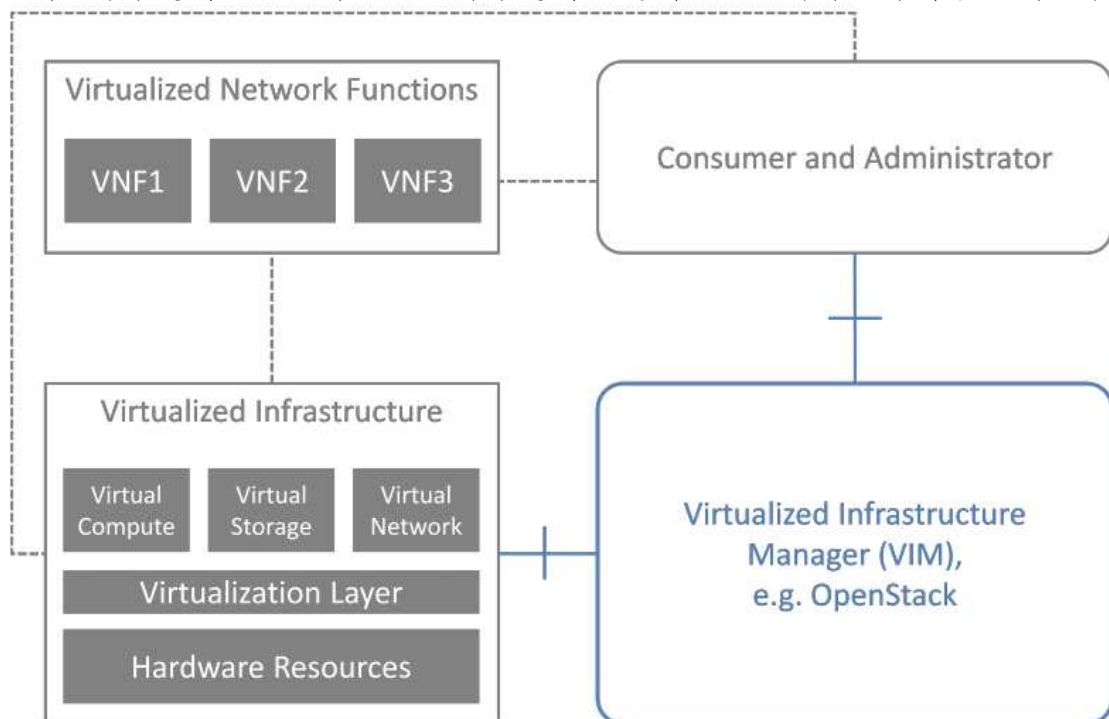 Virtualized Network Functions
VNF1
VNF2
VNF3
Consumer and Administrator
Virtualized Infrastructure
Virtual
Compute
Virtual
Storage
Virtual
Network
Virtualization Layer
Hardware Resources
Virtualized Infrastructure
Manager (VIM),
e.g. OpenStack